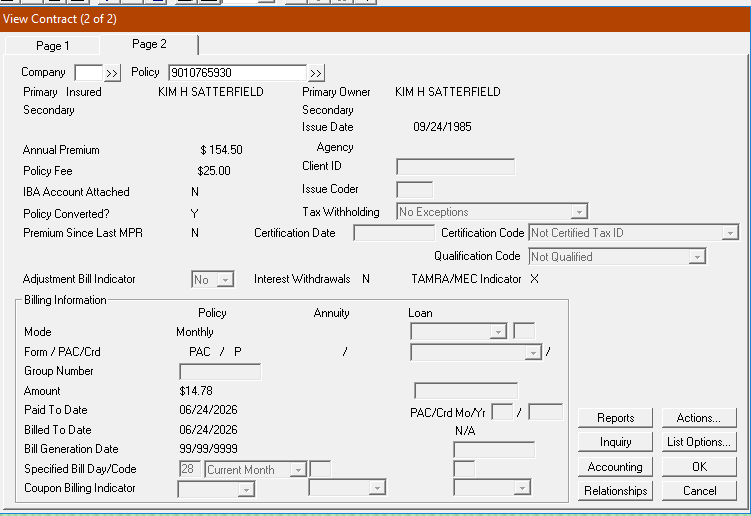 View Contract (2 of 2)
Page 1 Page 2
Company >> Policy 9010765930 >>
Primary Insured KIM H SATTERFIELD Primary Owner KIM H SATTERFIELD
Secondary Secondary
Issue Date 09/24/1985
Annual Premium $ 154.50 Agency
Policy Fee $25.00 Client ID
IBA Account Attached N Issue Coder
Policy Converted? Y Tax Withholding No Exceptions
Premium Since Last MPR N Certification Date Certification Code Not Certified Tax ID
Qualification Code Not Qualified
Adjustment Bill Indicator No Interest Withdrawals N TAMRA/MEC Indicator X
Billing Information
Policy Annuity Loan
Mode Monthly
Form / PAC/Crd PAC / P / /
Group Number
Amount $14.78
Paid To Date 06/24/2026 PAC/Crd Mo/Yr / Reports Actions...
Billed To Date 06/24/2026 N/A
Bill Generation Date 99/99/9999 Inquiry List Options...
Specified Bill Day/Code 28 Current Month Accounting OK
Coupon Billing Indicator Relationships Cancel